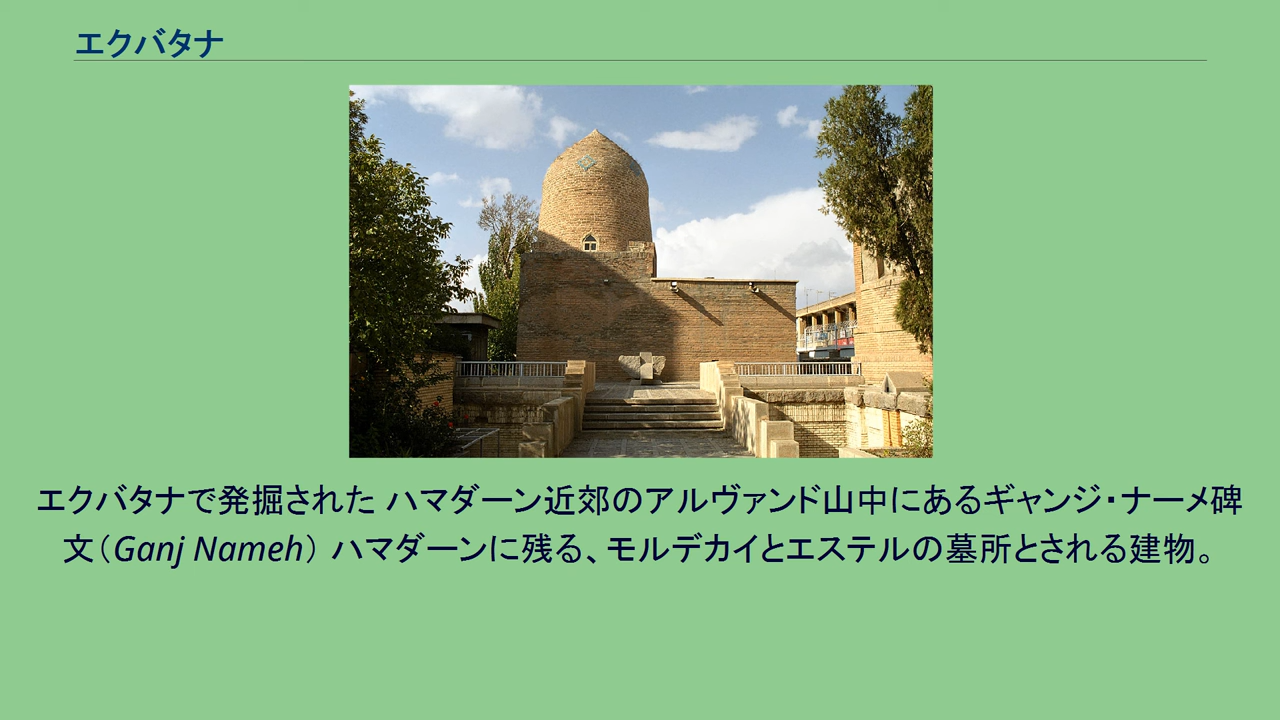 エクバタナ
エクバタナで発掘された ハマダーン近郊のアルヴァンド山中にあるギャンジ・ナーメ碑
文（Ganj Nameh） ハマダーンに残る、モルデカイとエステルの墓所とされる建物。